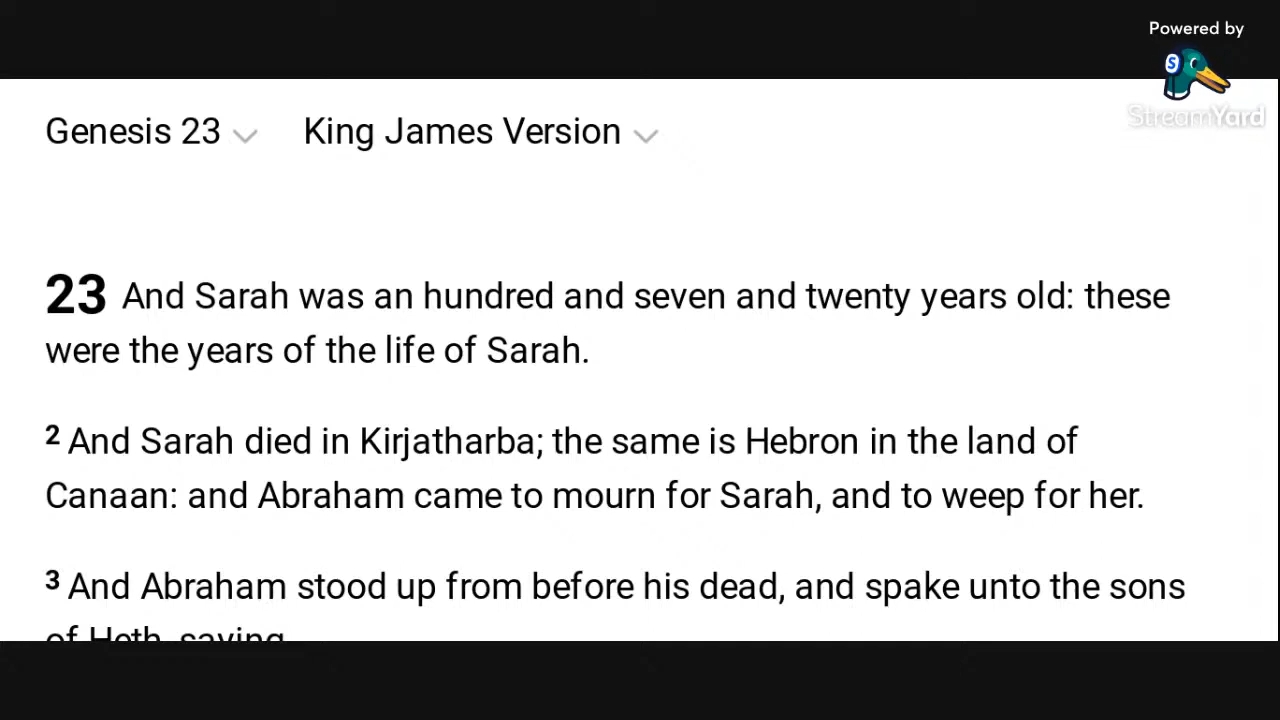 Powered by
StreamYard
Genesis 23 King James Version
23 And Sarah was an hundred and seven and twenty years old: these
were the years of the life of Sarah.
2 And Sarah died in Kirjatharba; the same is Hebron in the land of
Canaan: and Abraham came to mourn for Sarah, and to weep for her.
3 And Abraham stood up from before his dead, and spake unto the sons
of Heth, saying